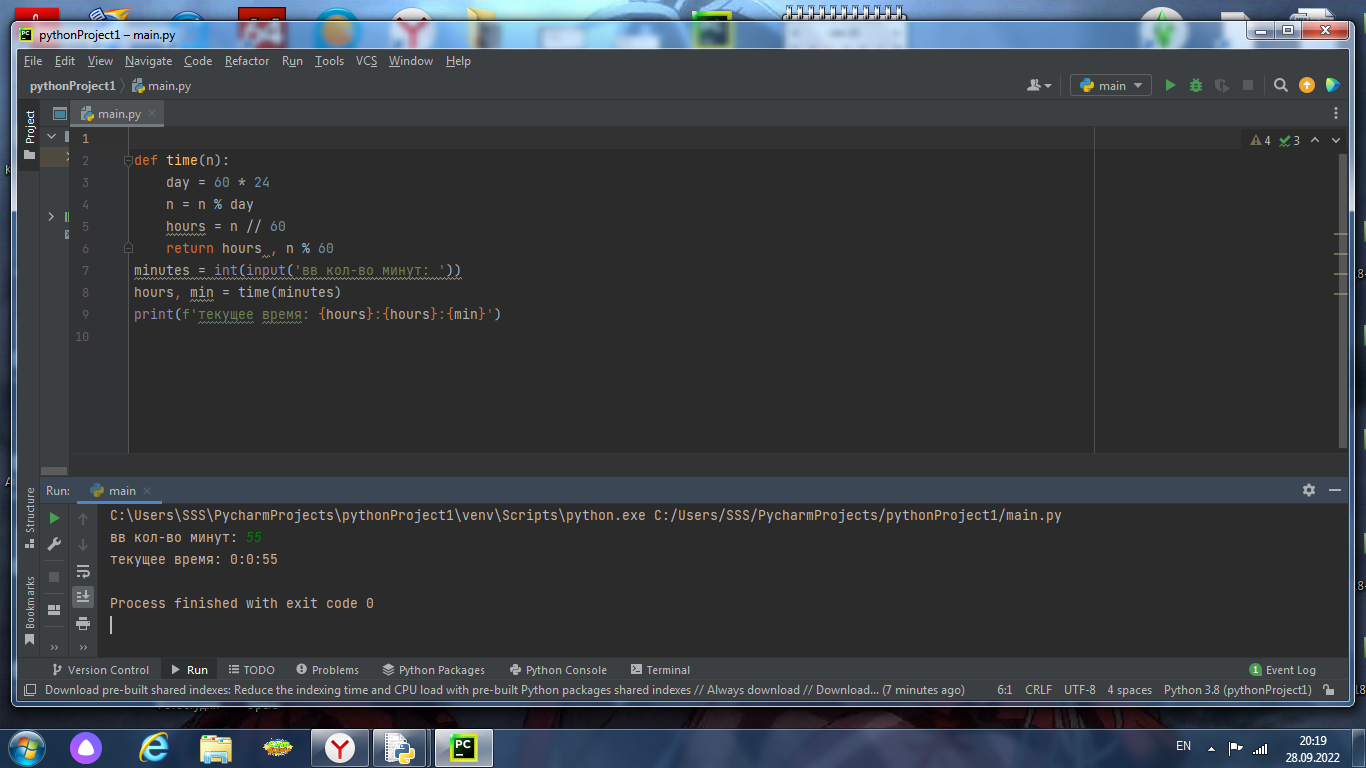 pythonProject1 – main.py
File Edit View Navigate Code Refactor Run Tools VCS Window Help
pythonProject1 main.py
main
Project
main.py
4 3
1
2 def time(n):
3 day = 60 * 24
4 n = n % day
5 hours = n // 60
6 return hours , n % 60
7 minutes = int(input('вв кол-во минут: '))
8 hours, min = time(minutes)
9 print(f'текущее время: {hours}:{hours}:{min}')
10
Run: main
Structure
Bookmarks
C:\Users\SSS\PycharmProjects\pythonProject1\venv\Scripts\python.exe C:/Users/SSS/PycharmProjects/pythonProject1/main.py
вв кол-во минут: 55
текущее время: 0:0:55
Process finished with exit code 0
Version Control Run TODO Problems Python Packages Python Console Terminal 1 Event Log
Download pre-built shared indexes: Reduce the indexing time and CPU load with pre-built Python packages shared indexes // Always download // Download... (7 minutes ago) 6:1 CRLF UTF-8 4 spaces Python 3.8 (pythonProject1)
EN 20:19
28.09.2022